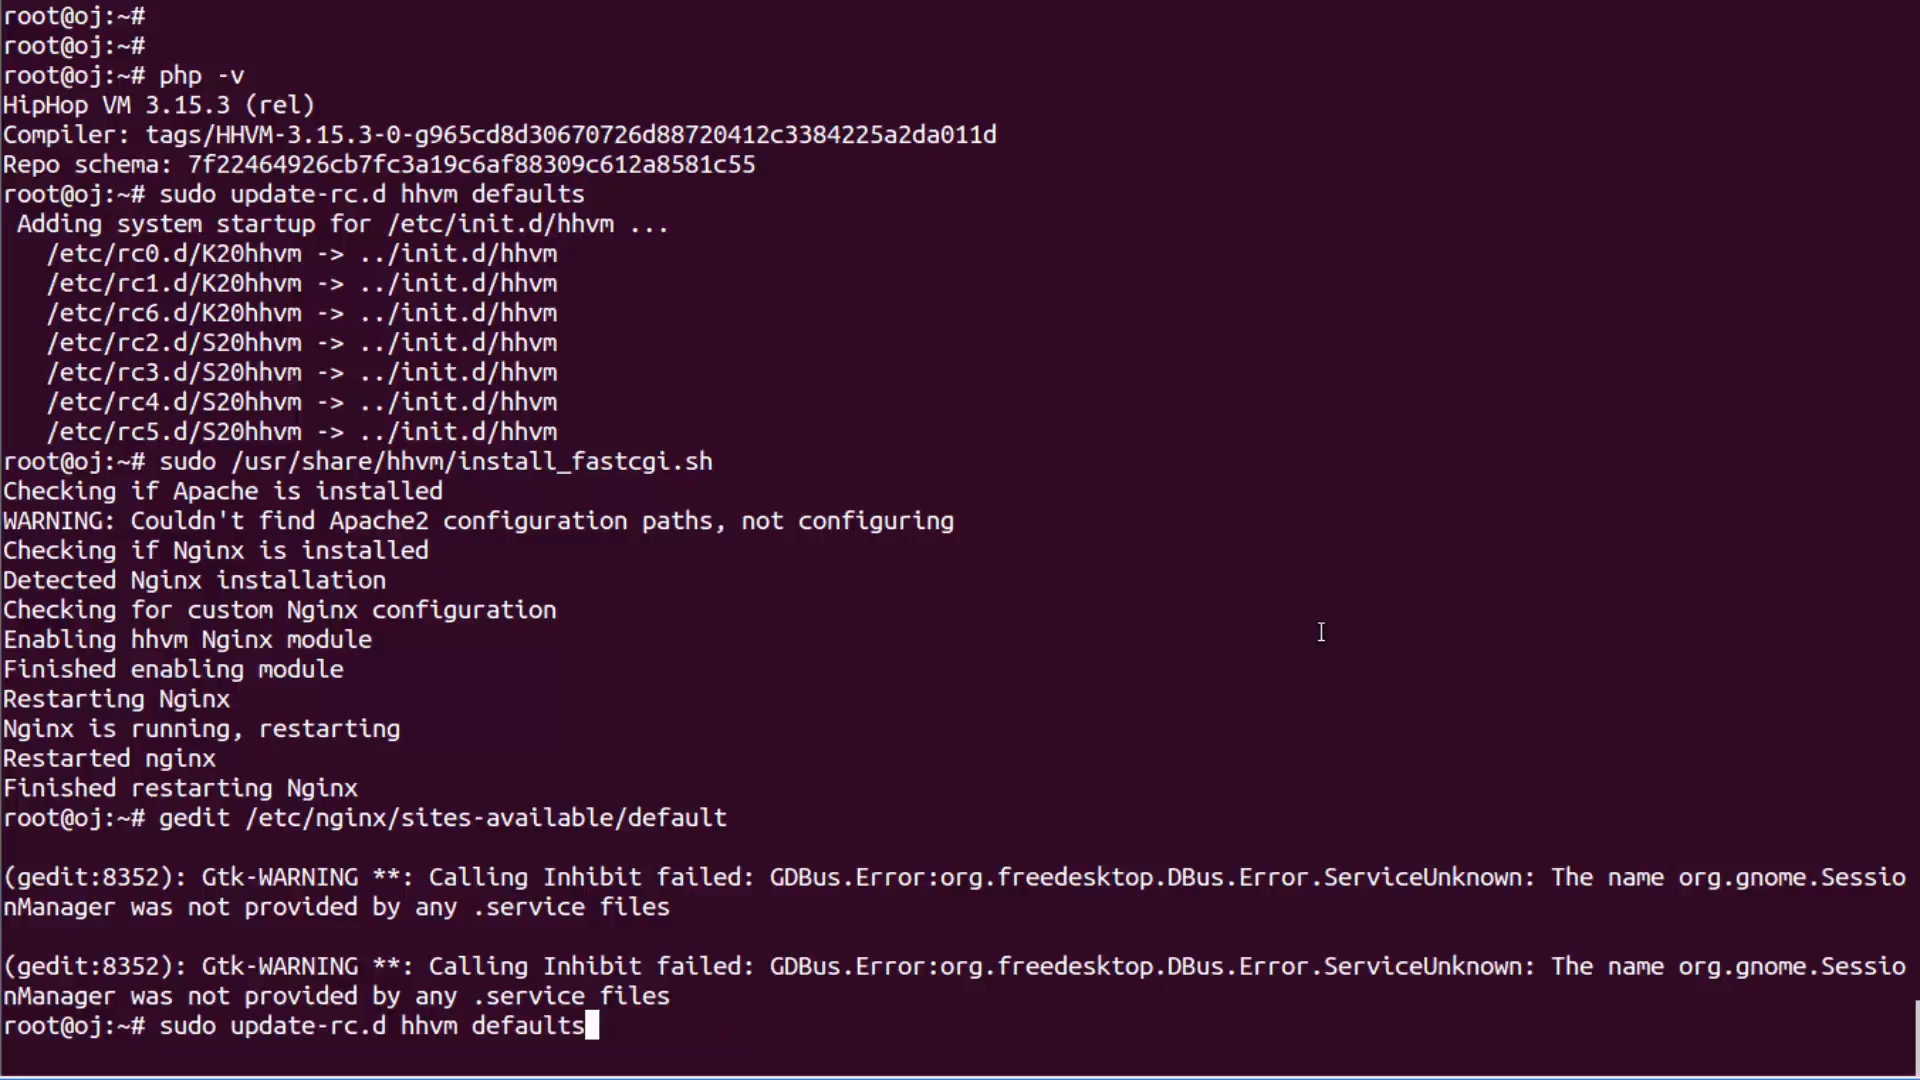 root@oj:~#
root@oj:~#
root@oj:~# php -v
HipHop VM 3.15.3 (rel)
Compiler: tags/HHVM-3.15.3-0-g965cd8d30670726d88720412c3384225a2da011d
Repo schema: 7f22464926cb7fc3a19c6af88309c612a8581c55
root@oj:~# sudo update-rc.d hhvm defaults
 Adding system startup for /etc/init.d/hhvm ...
   /etc/rc0.d/K20hhvm -> ../init.d/hhvm
   /etc/rc1.d/K20hhvm -> ../init.d/hhvm
   /etc/rc6.d/K20hhvm -> ../init.d/hhvm
   /etc/rc2.d/S20hhvm -> ../init.d/hhvm
   /etc/rc3.d/S20hhvm -> ../init.d/hhvm
   /etc/rc4.d/S20hhvm -> ../init.d/hhvm
   /etc/rc5.d/S20hhvm -> ../init.d/hhvm
root@oj:~# sudo /usr/share/hhvm/install_fastcgi.sh
Checking if Apache is installed
WARNING: Couldn't find Apache2 configuration paths, not configuring
Checking if Nginx is installed
Detected Nginx installation
Checking for custom Nginx configuration
Enabling hhvm Nginx module
Finished enabling module
Restarting Nginx
Nginx is running, restarting
Restarted nginx
Finished restarting Nginx
root@oj:~# gedit /etc/nginx/sites-available/default
(gedit:8352): Gtk-WARNING **: Calling Inhibit failed: GDBus.Error:org.freedesktop.DBus.Error.ServiceUnknown: The name org.gnome.Sessio
nManager was not provided by any .service files
(gedit:8352): Gtk-WARNING **: Calling Inhibit failed: GDBus.Error:org.freedesktop.DBus.Error.ServiceUnknown: The name org.gnome.Sessio
nManager was not provided by any .service files
root@oj:~# sudo update-rc.d hhvm defaults